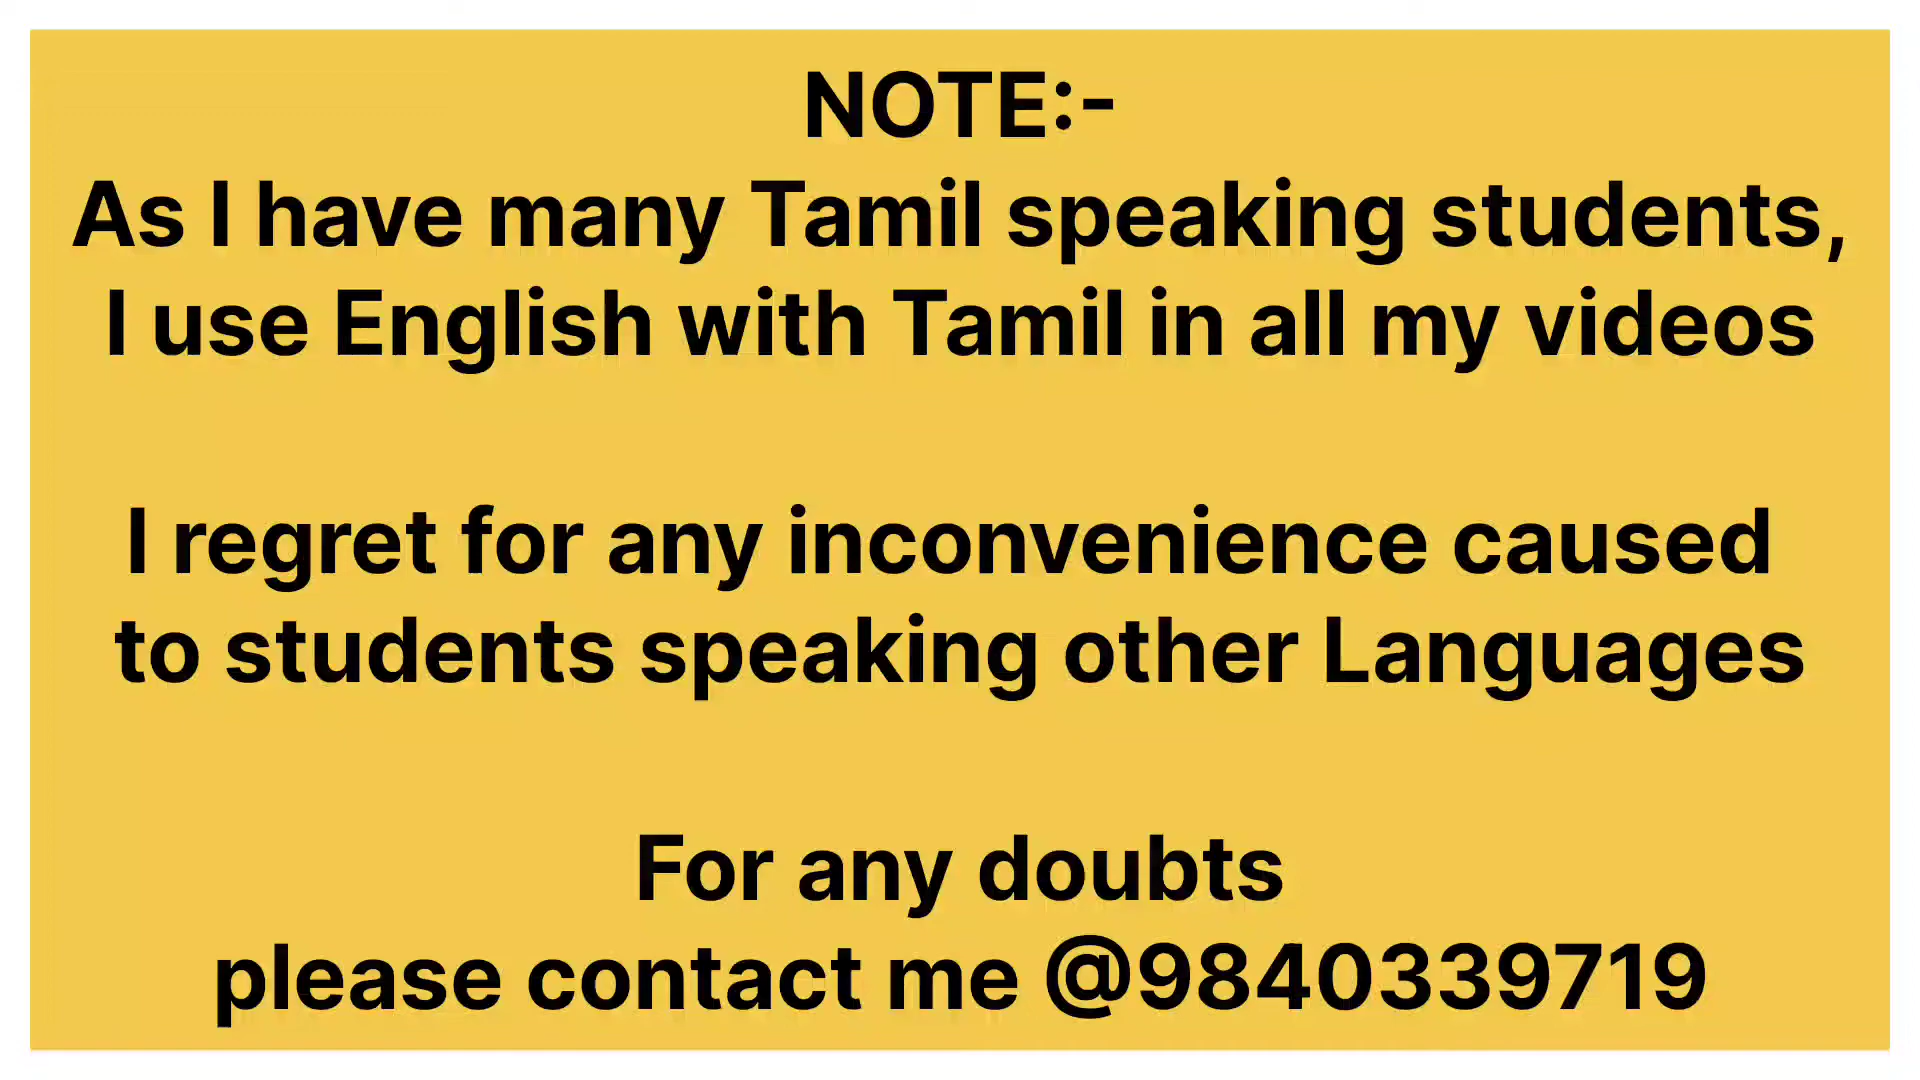 NOTE:-
As I have many Tamil speaking students,
I use English with Tamil in all my videos
I regret for any inconvenience caused
to students speaking other Languages
For any doubts
please contact me @9840339719